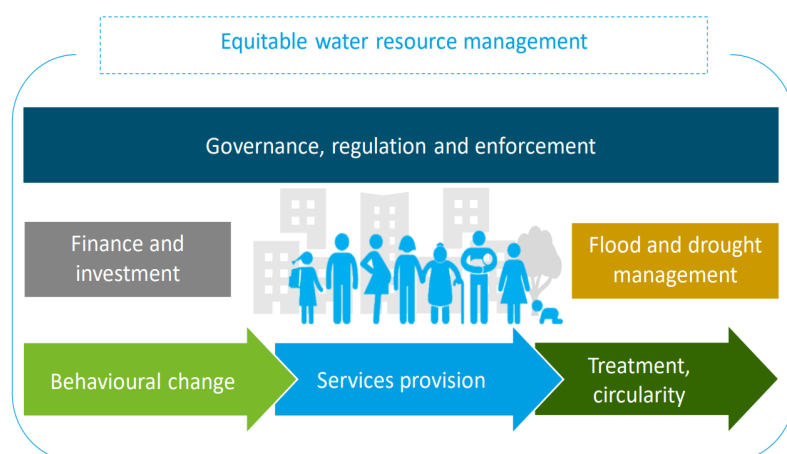 Equitable water resource management
Governance, regulation and enforcement
Finance and
investment
Flood and drought
management
Behavioural change
Services provision
Treatment,
circularity